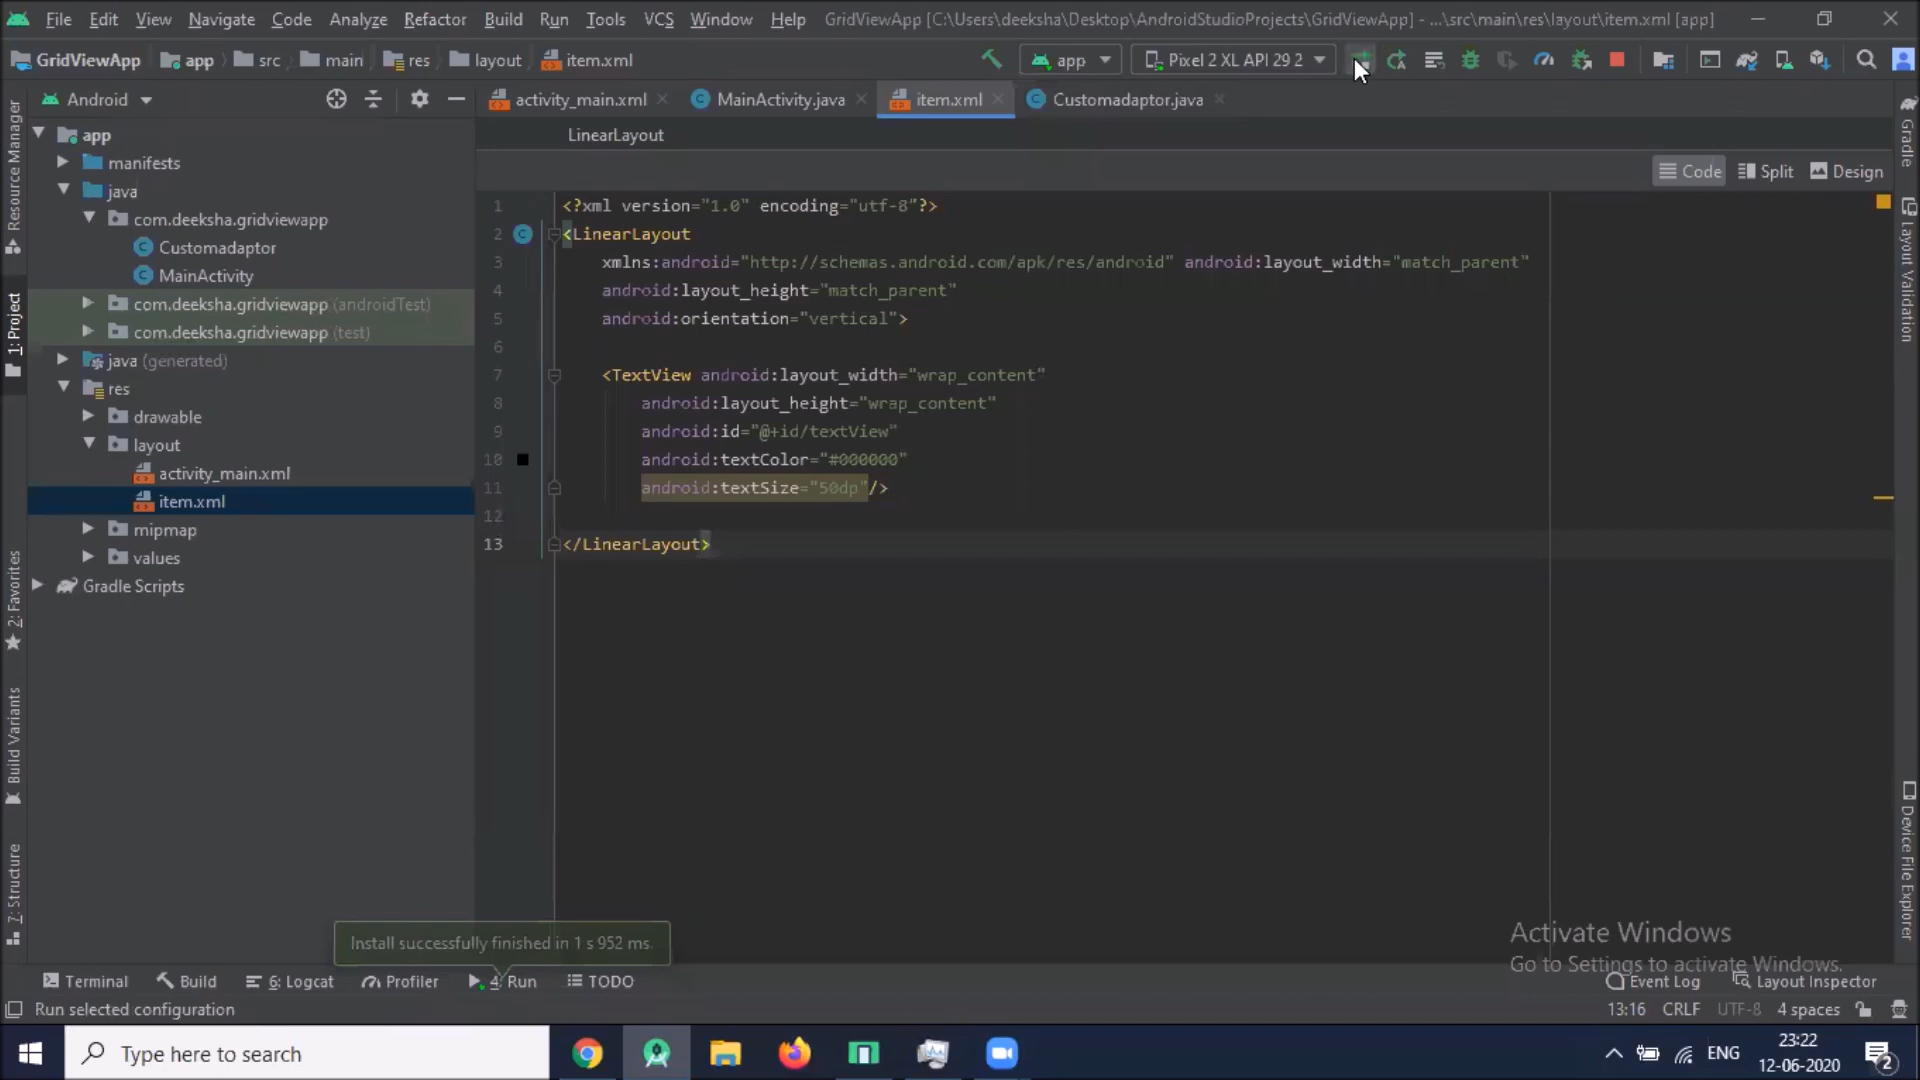 File Edit View Navigate Code Analyze Refactor Build Run Tools VCS Window Help GridViewApp [C:\Users\deeksha\Desktop\AndroidStudioProjects\GridViewApp] - ...\src\main\res\layout\item.xml [app]
GridViewApp app src main res layout item.xml app Pixel 2 XL API 29 2
Android activity_main.xml MainActivity.java item.xml Customadaptor.java
LinearLayout
Code Split Design
Resource Manager
1: Project
2: Favorites
Build Variants
7: Structure
app
manifests
java
com.deeksha.gridviewapp
Customadaptor
MainActivity
com.deeksha.gridviewapp (androidTest)
com.deeksha.gridviewapp (test)
java (generated)
res
drawable
layout
activity_main.xml
item.xml
mipmap
values
Gradle Scripts
1 <?xml version="1.0" encoding="utf-8"?>
2 <LinearLayout
3 xmlns:android="http://schemas.android.com/apk/res/android" android:layout_width="match_parent"
4 android:layout_height="match_parent"
5 android:orientation="vertical">
6
7 <TextView android:layout_width="wrap_content"
8 android:layout_height="wrap_content"
9 android:id="@+id/textView"
10 android:textColor="#000000"
11 android:textSize="50dp"/>
12
13 </LinearLayout>
Gradle
Layout Validation
Device File Explorer
Install successfully finished in 1 s 952 ms.
Activate Windows
Go to Settings to activate Windows.
Terminal Build 6: Logcat Profiler 4: Run TODO Event Log Layout Inspector
Run selected configuration 13:16 CRLF UTF-8 4 spaces
Type here to search ENG 23:22
12-06-2020 2